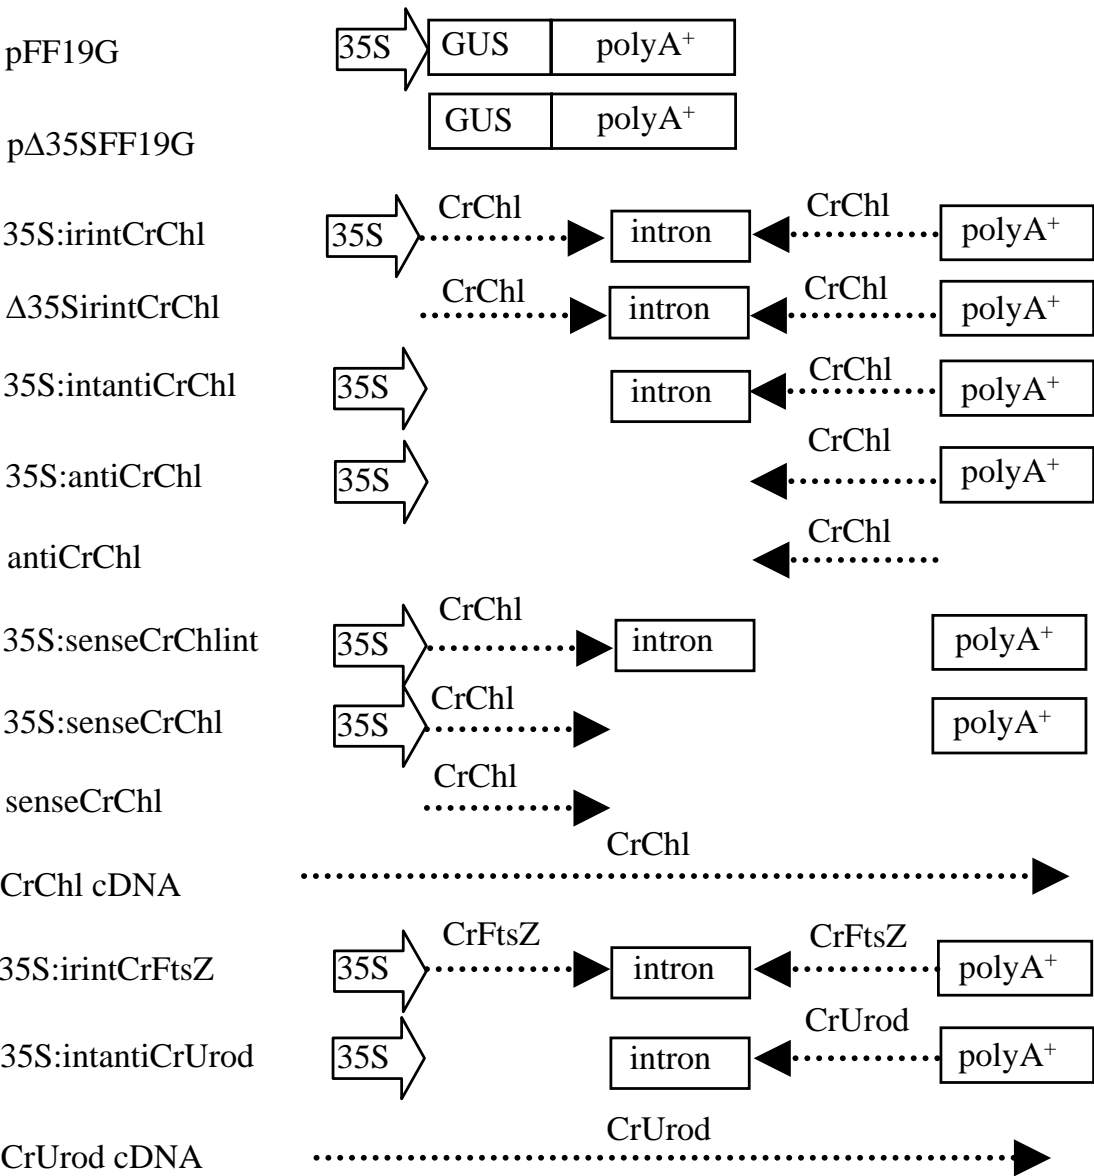 pFF19G 35S GUS polyA+
pΔ35SFF19G GUS polyA+
35S:irintCrChl 35S CrChl intron CrChl polyA+
Δ35SirintCrChl CrChl intron CrChl polyA+
35S:intantiCrChl 35S intron CrChl polyA+
35S:antiCrChl 35S CrChl polyA+
antiCrChl CrChl
35S:senseCrChlint 35S CrChl intron polyA+
35S:senseCrChl 35S CrChl polyA+
senseCrChl CrChl
CrChl cDNA CrChl
35S:irintCrFtsZ 35S CrFtsZ intron CrFtsZ polyA+
35S:intantiCrUrod 35S intron CrUrod polyA+
CrUrod cDNA CrUrod